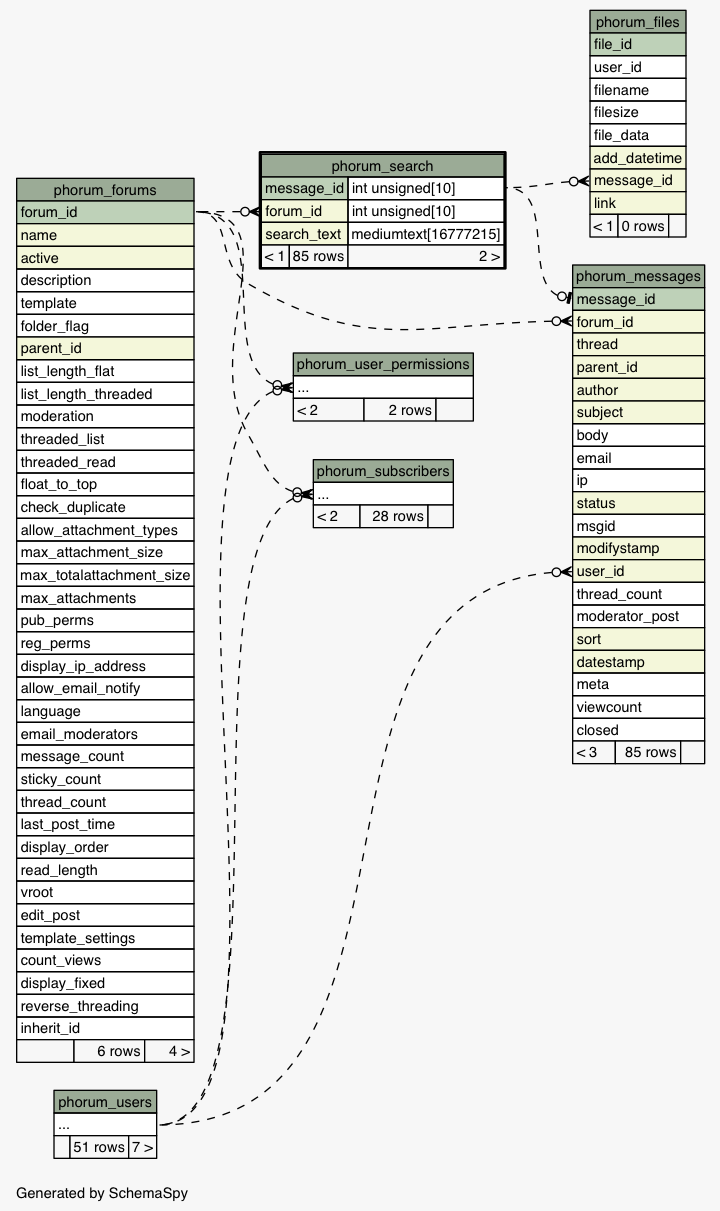 phorum_files
file_id
user_id
filename
filesize
file_data
add_datetime
message_id
link
< 1 0 rows
phorum_search
message_id int unsigned[10]
forum_id int unsigned[10]
search_text mediumtext[16777215]
< 1 85 rows 2 >
phorum_forums
forum_id
name
active
description
template
folder_flag
parent_id
list_length_flat
list_length_threaded
moderation
threaded_list
threaded_read
float_to_top
check_duplicate
allow_attachment_types
max_attachment_size
max_totalattachment_size
max_attachments
pub_perms
reg_perms
display_ip_address
allow_email_notify
language
email_moderators
message_count
sticky_count
thread_count
last_post_time
display_order
read_length
vroot
edit_post
template_settings
count_views
display_fixed
reverse_threading
inherit_id
6 rows 4 >
phorum_messages
message_id
forum_id
thread
parent_id
author
subject
body
email
ip
status
msgid
modifystamp
user_id
thread_count
moderator_post
sort
datestamp
meta
viewcount
closed
< 3 85 rows
phorum_user_permissions
...
< 2 2 rows
phorum_subscribers
...
< 2 28 rows
phorum_users
...
51 rows 7 >
Generated by SchemaSpy